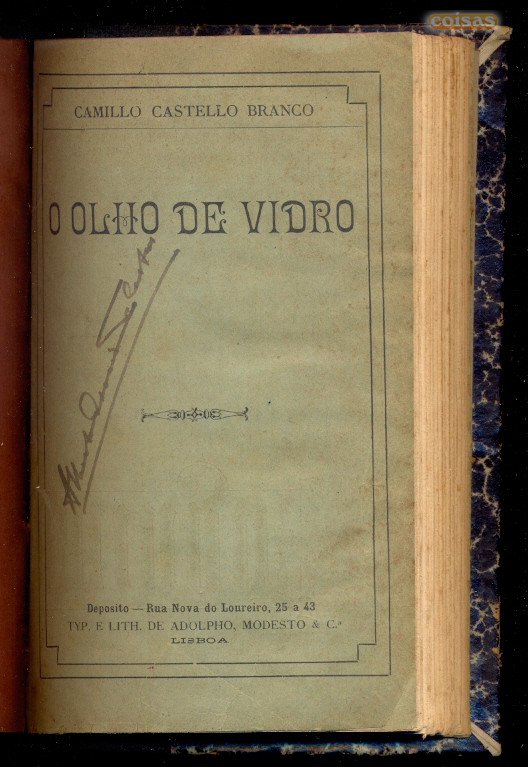 coisas
CAMILLO CASTELLO BRANCO
O OLHO DE VIDRO
Deposito — Rua Nova do Loureiro, 25 a 43
TYP. E LITH. DE ADOLPHO, MODESTO & C.ª
LISBOA